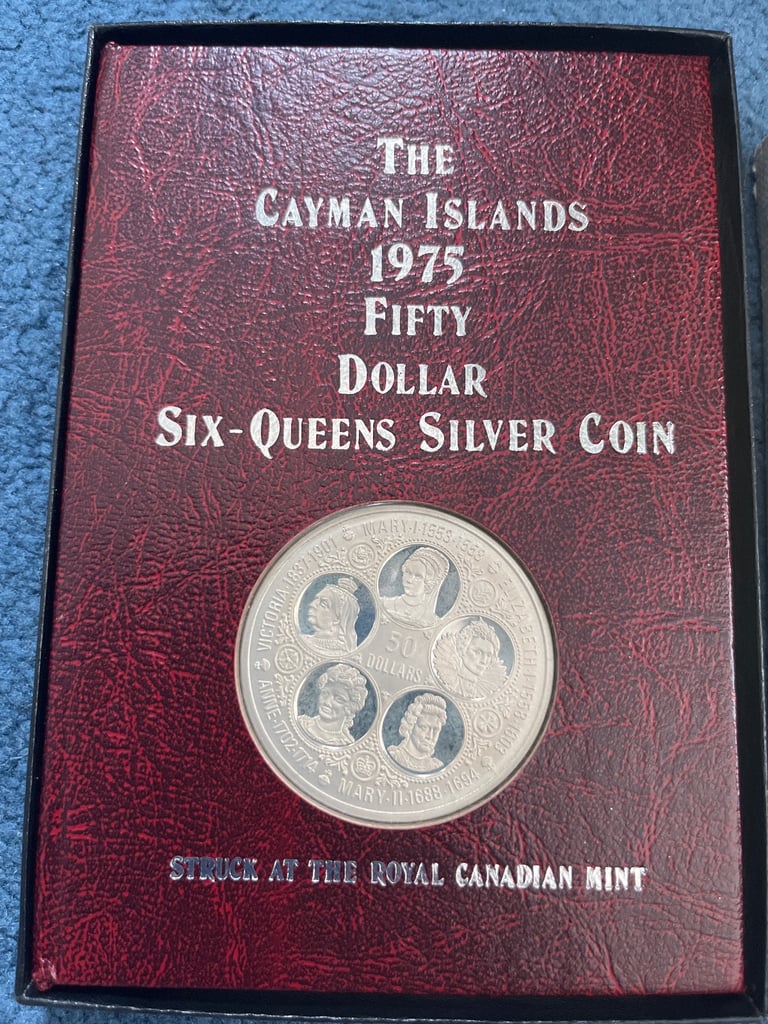 THE
CAYMAN ISLANDS
1975
FIFTY
DOLLAR
SIX-QUEENS SILVER COIN
MARY·I·1553·1558
ELIZABETH·I·1558·1603
MARY·II·1688·1694
ANNE·1702·1714
VICTORIA·1837·1901
50
DOLLARS
STRUCK AT THE ROYAL CANADIAN MINT